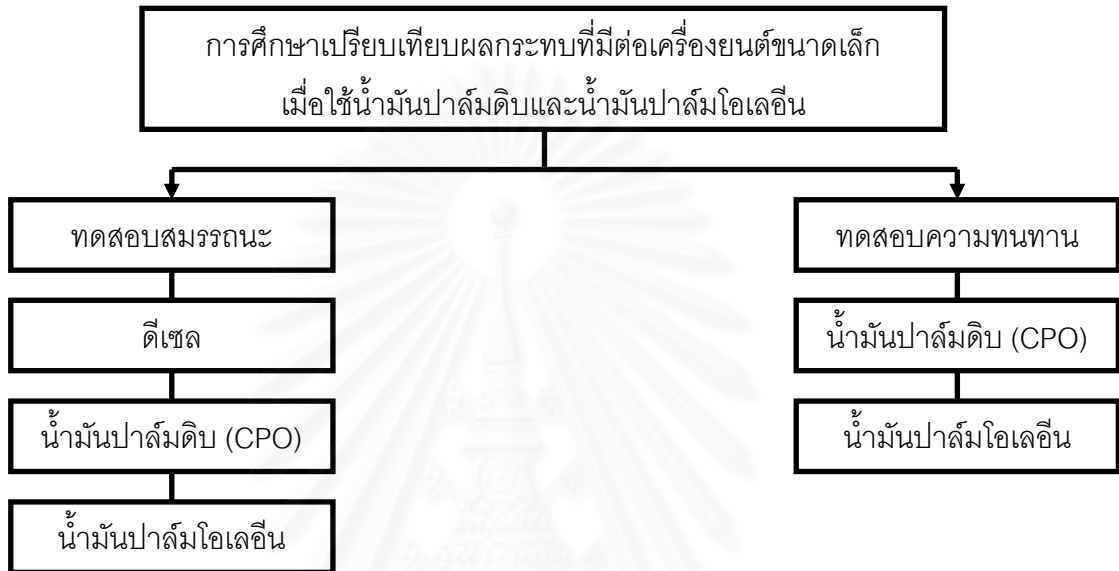 การศึกษาเปรียบเทียบผลกระทบที่มีต่อเครื่องยนต์ขนาดเล็ก
เมื่อใช้น้ำมันปาล์มดิบและน้ำมันปาล์มโอเลอีน
ทดสอบสมรรถนะ
ดีเซล
น้ำมันปาล์มดิบ (CPO)
น้ำมันปาล์มโอเลอีน
ทดสอบความทนทาน
น้ำมันปาล์มดิบ (CPO)
น้ำมันปาล์มโอเลอีน